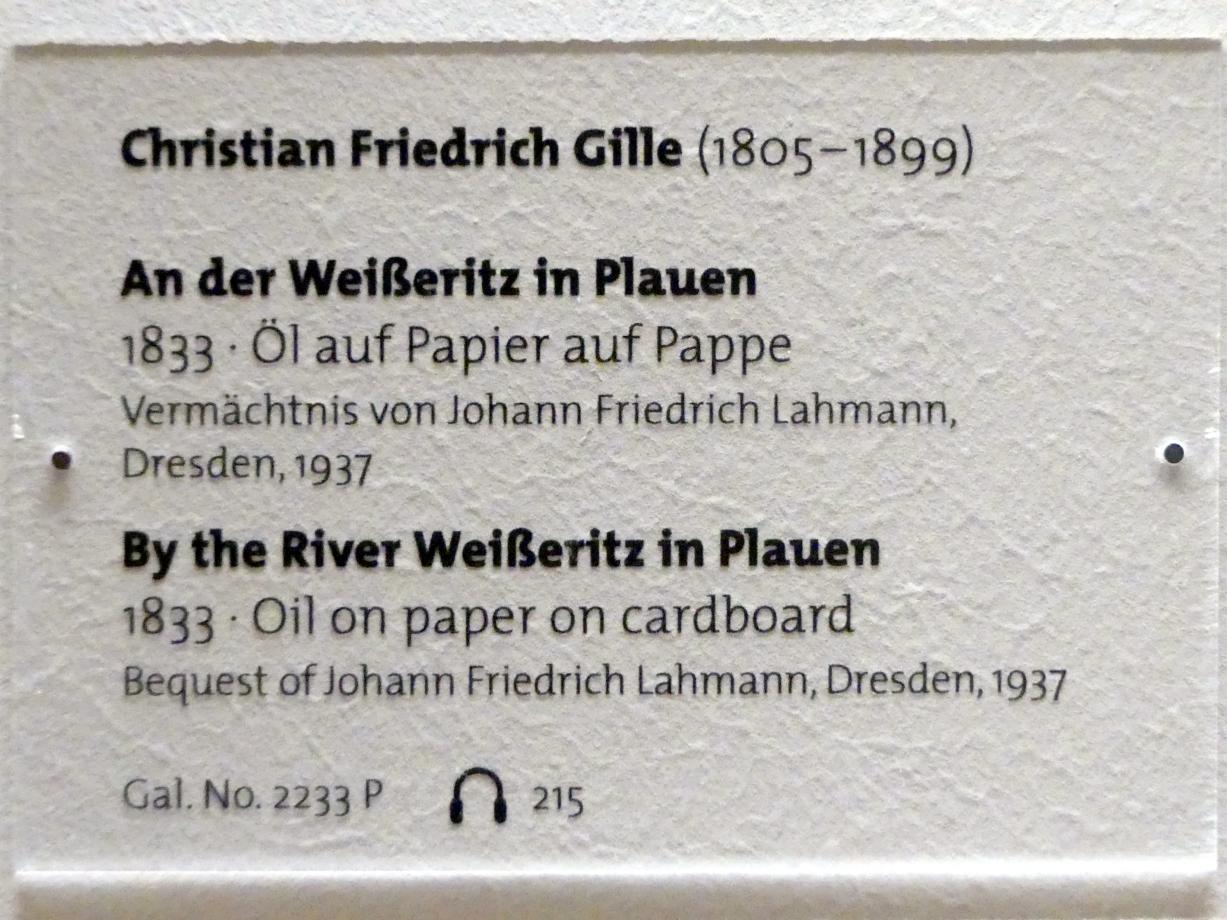 Christian Friedrich Gille (1805–1899)
An der Weißeritz in Plauen
1833 · Öl auf Papier auf Pappe
Vermächtnis von Johann Friedrich Lahmann,
Dresden, 1937
By the River Weißeritz in Plauen
1833 · Oil on paper on cardboard
Bequest of Johann Friedrich Lahmann, Dresden, 1937
Gal. No. 2233 P 215